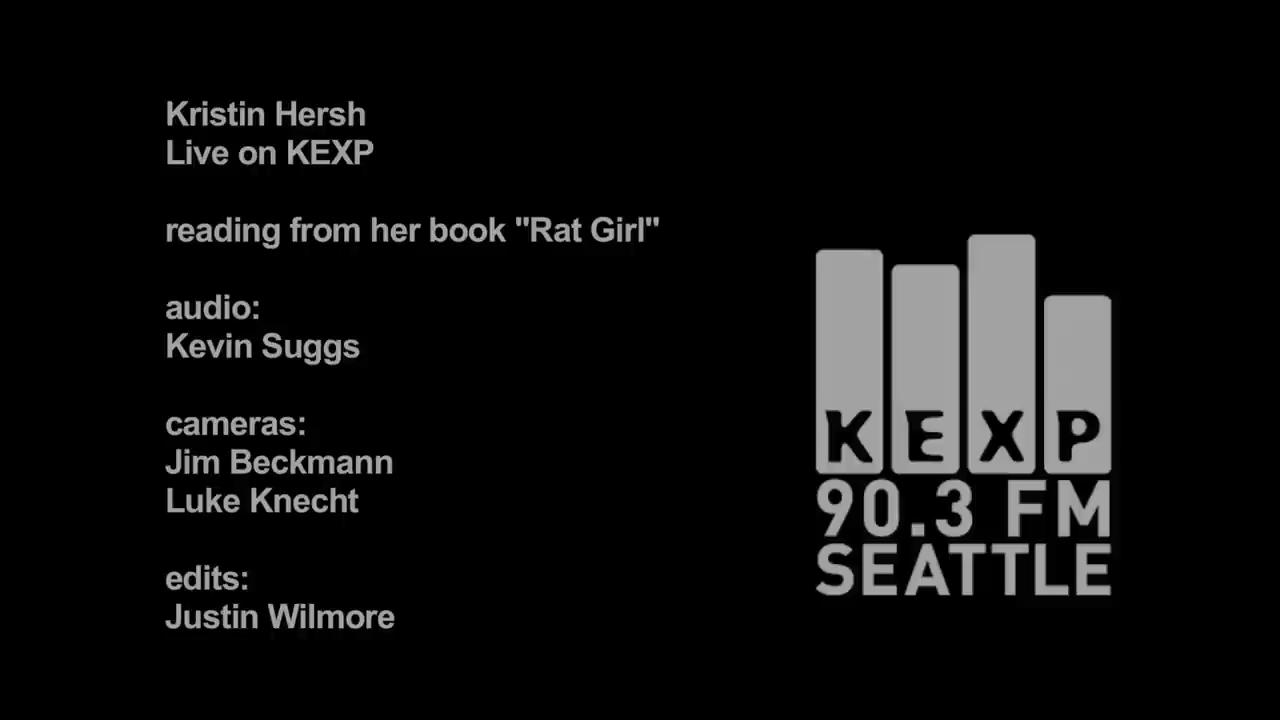 Kristin Hersh
Live on KEXP
reading from her book "Rat Girl"
audio:
Kevin Suggs
cameras:
Jim Beckmann
Luke Knecht
edits:
Justin Wilmore
KEXP
90.3 FM
SEATTLE